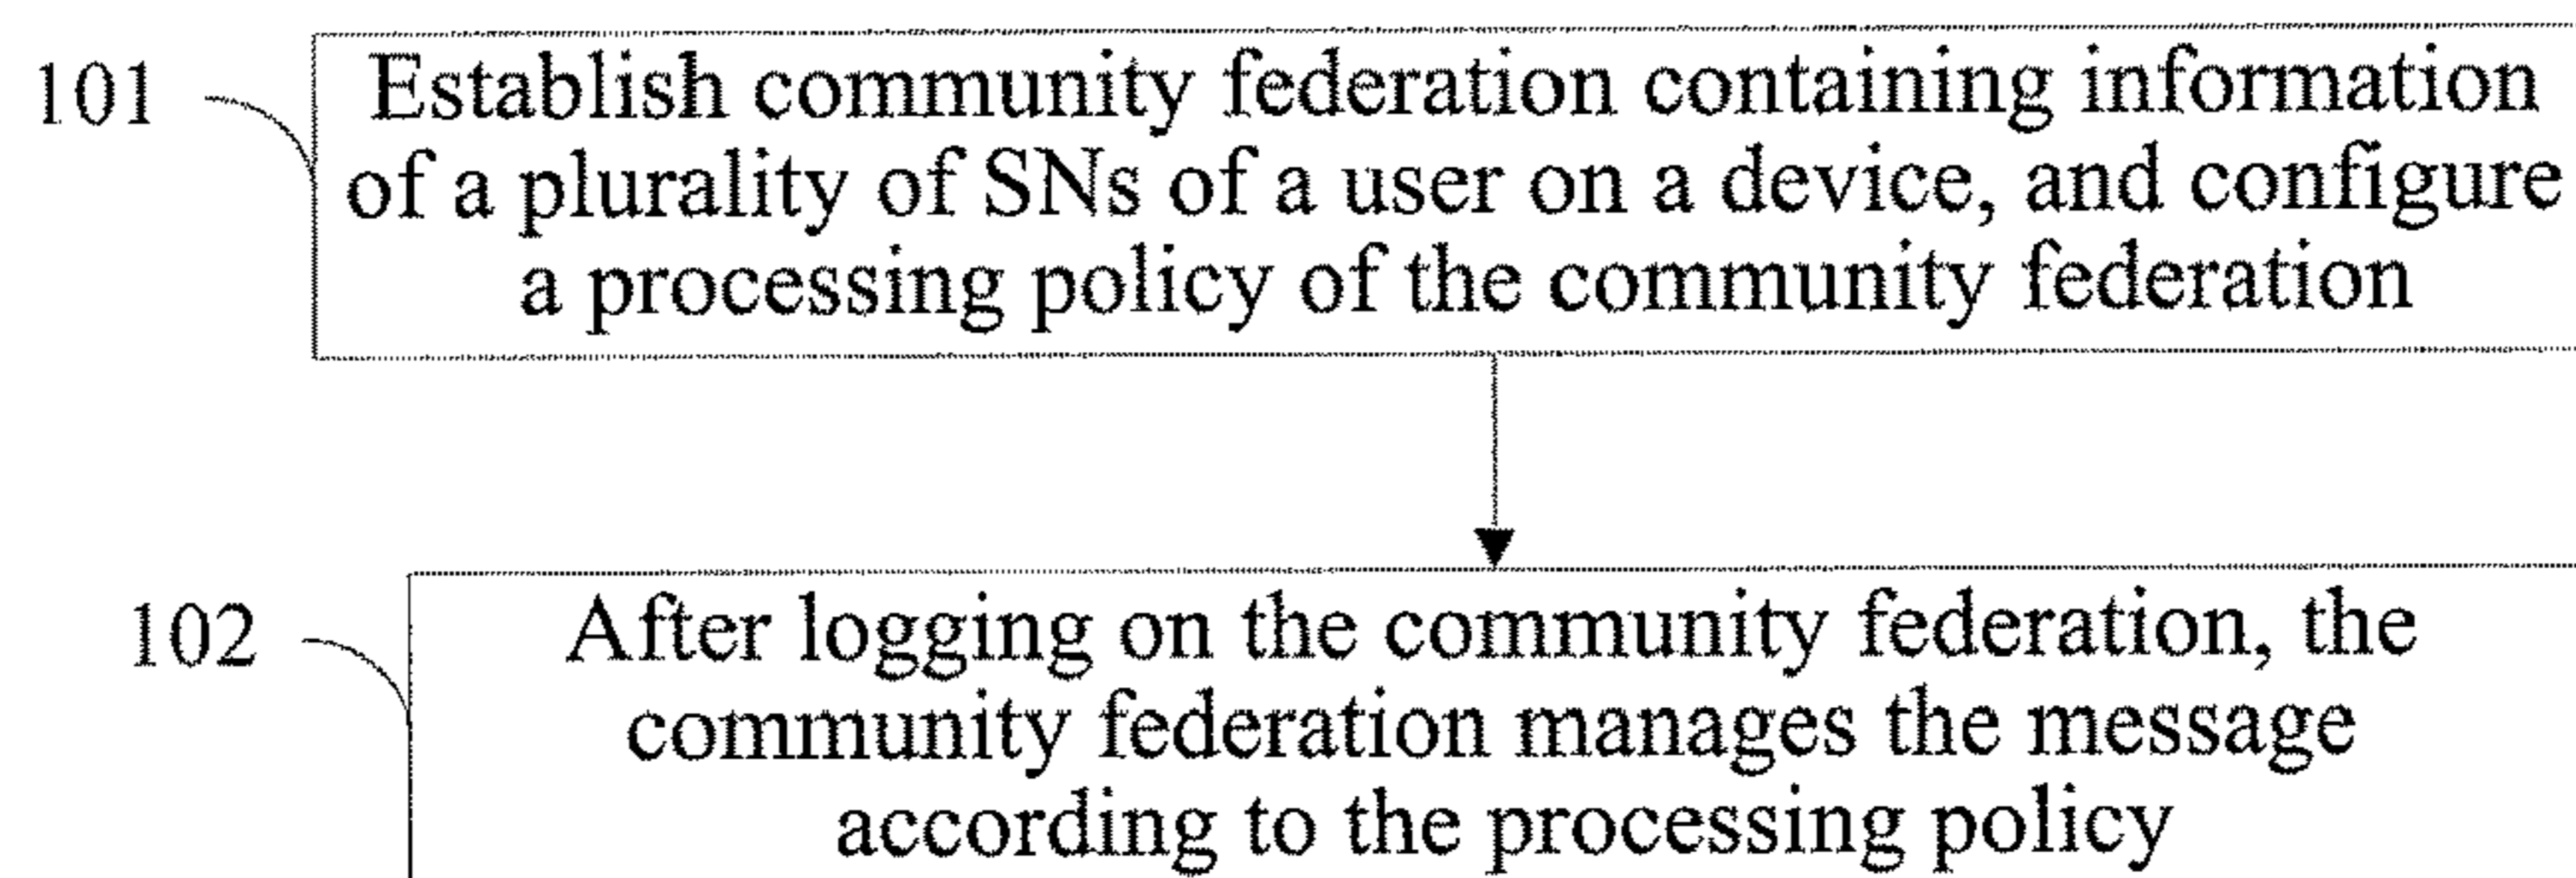 101
Establish community federation containing information
of a plurality of SNs of a user on a device, and configure
a processing policy of the community federation
102
After logging on the community federation, the
community federation manages the message
according to the processing policy